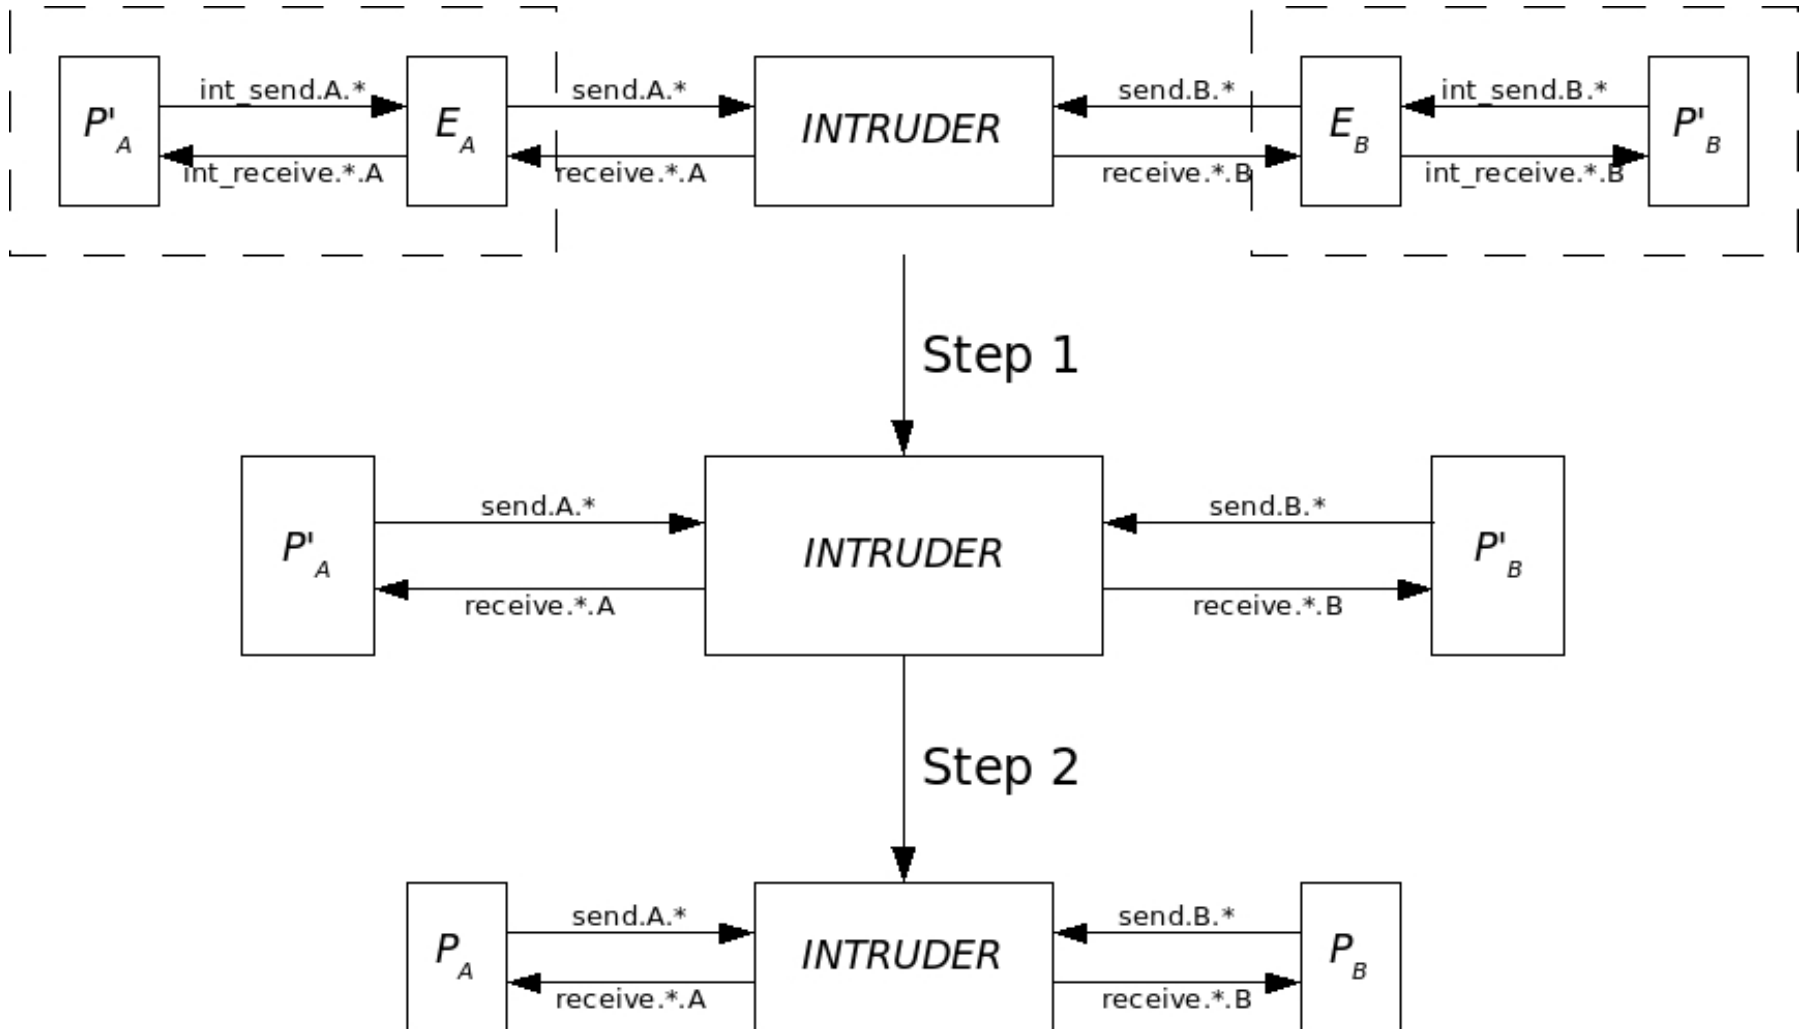 int_send.A.* send.A.* send.B.* int_send.B.*
P'A EA INTRUDER EB P'B
int_receive.*.A receive.*.A receive.*.B int_receive.*.B
Step 1
send.A.* send.B.*
P'A INTRUDER P'B
receive.*.A receive.*.B
Step 2
send.A.* send.B.*
PA INTRUDER PB
receive.*.A receive.*.B